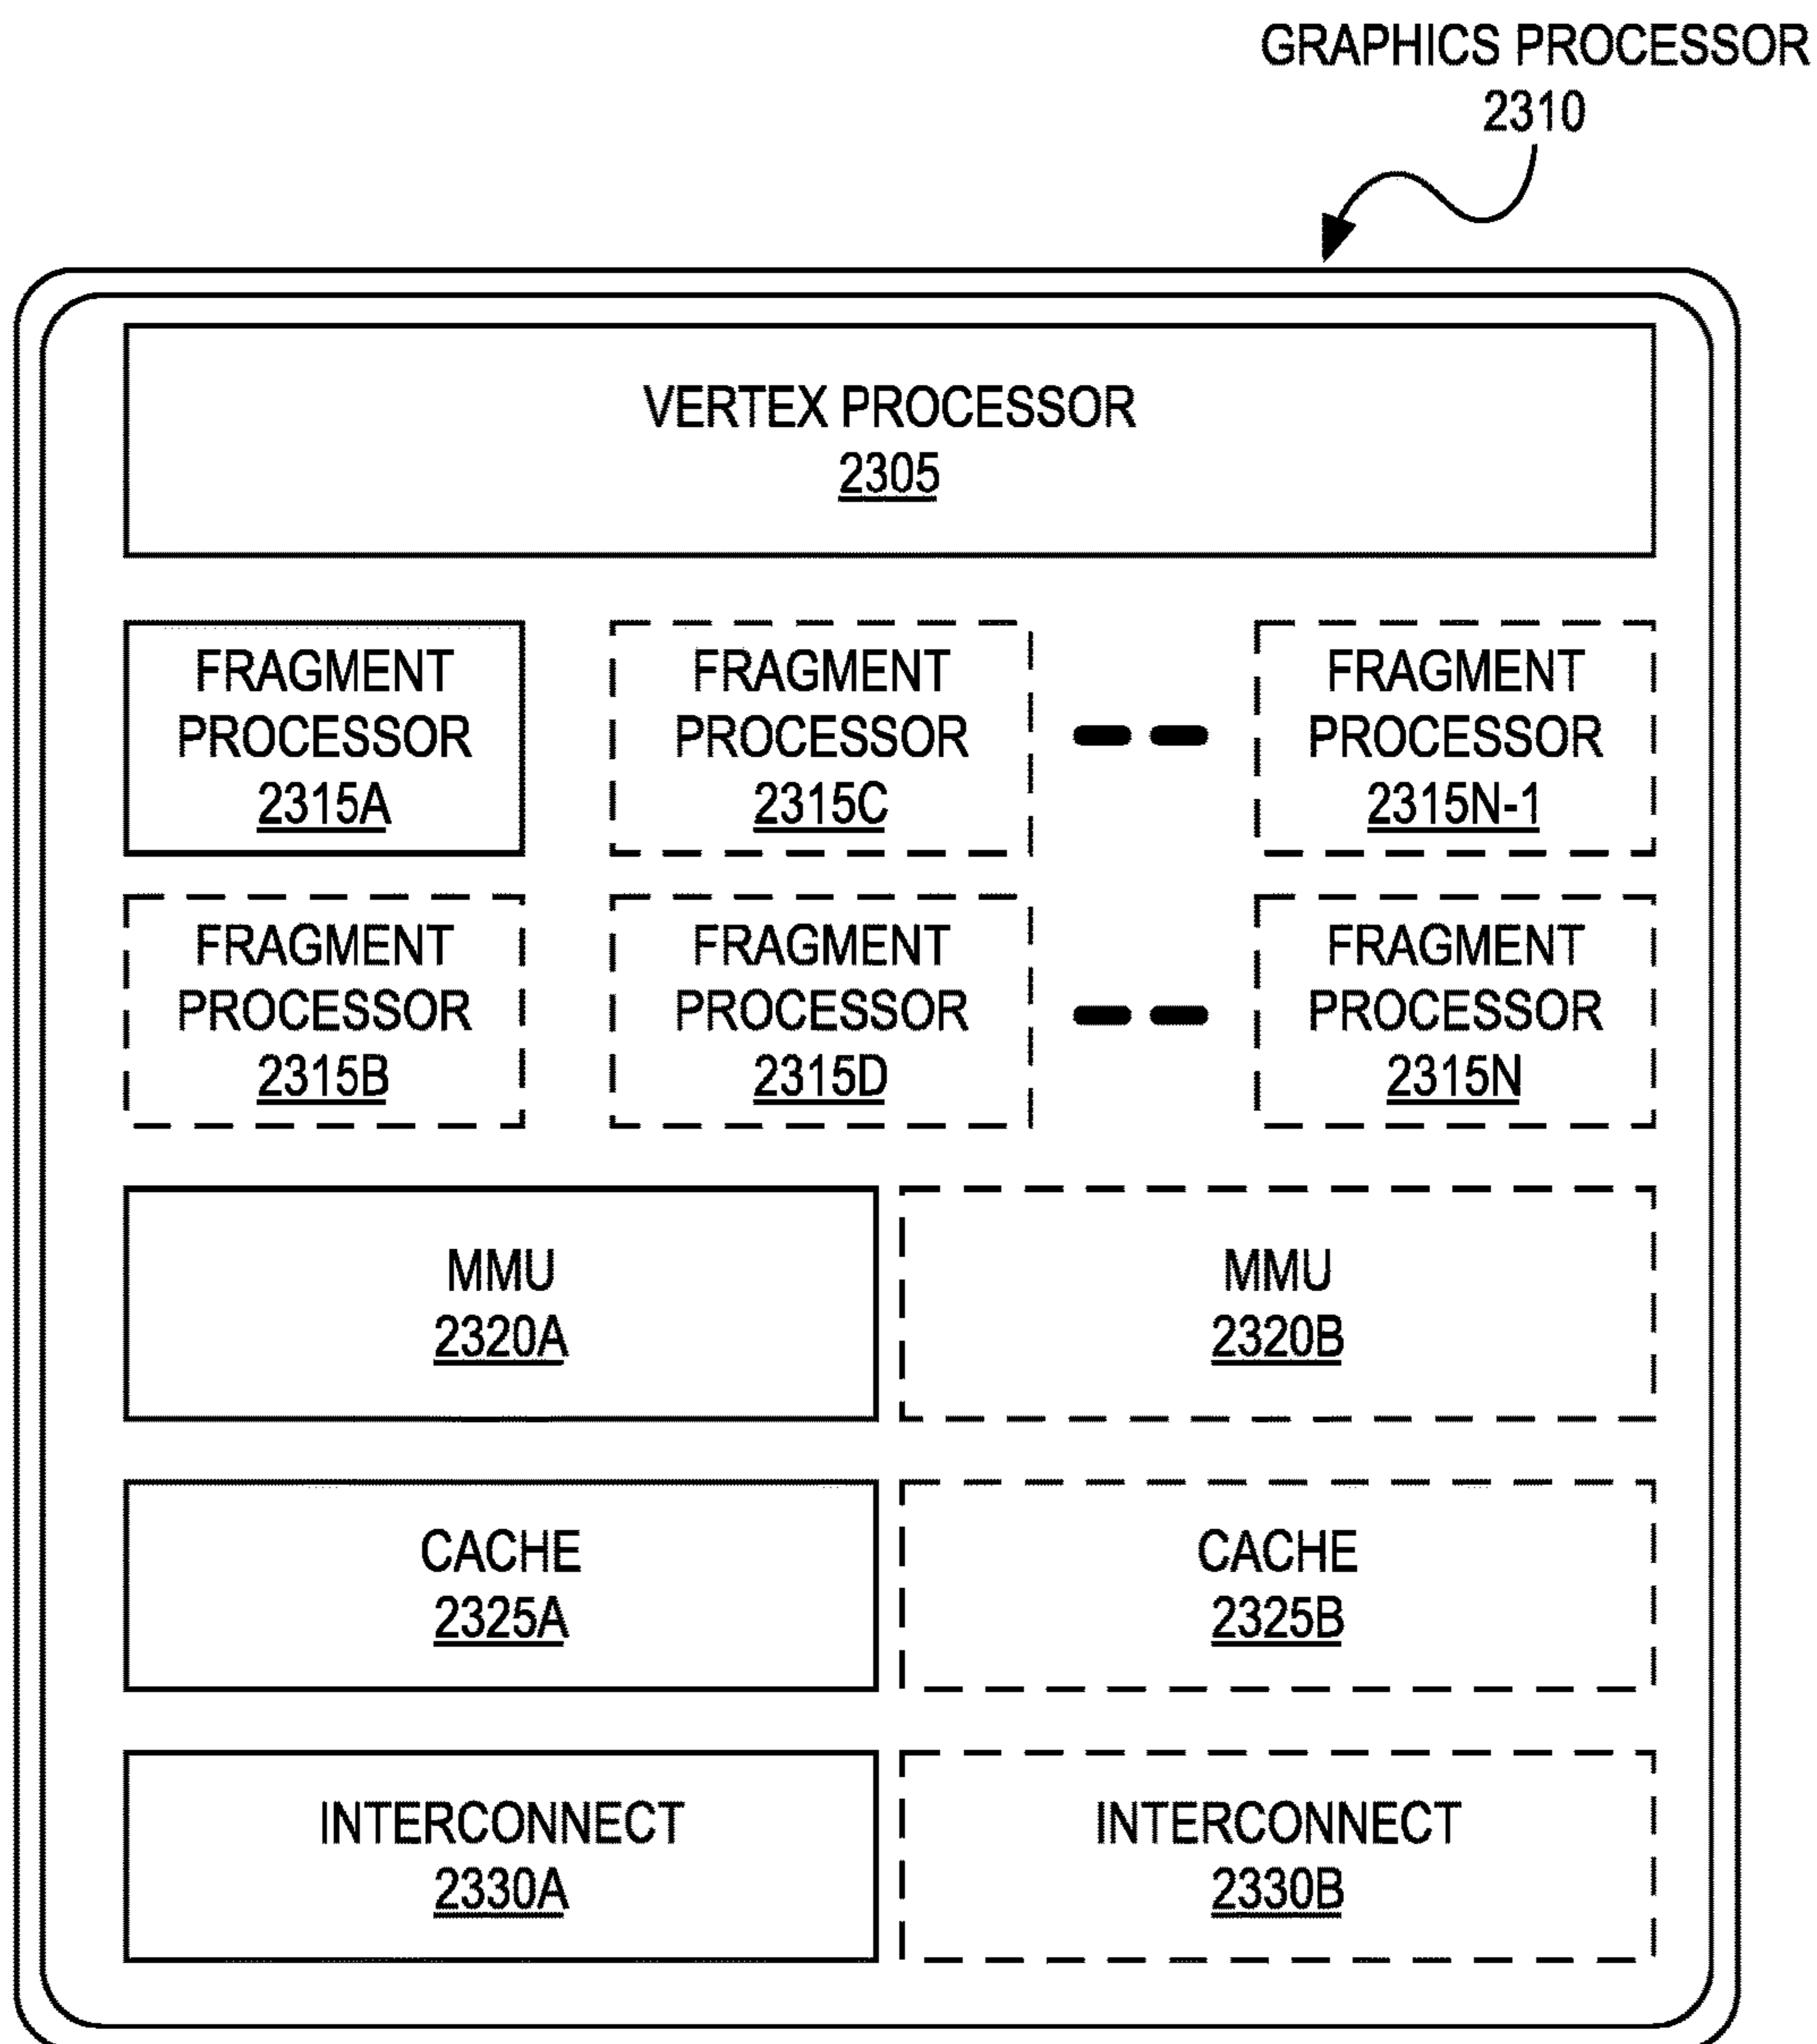 GRAPHICS PROCESSOR
2310
VERTEX PROCESSOR
2305
FRAGMENT
PROCESSOR
2315A
FRAGMENT
PROCESSOR
2315C
FRAGMENT
PROCESSOR
2315N-1
FRAGMENT
PROCESSOR
2315B
FRAGMENT
PROCESSOR
2315D
FRAGMENT
PROCESSOR
2315N
MMU
2320A
MMU
2320B
CACHE
2325A
CACHE
2325B
INTERCONNECT
2330A
INTERCONNECT
2330B